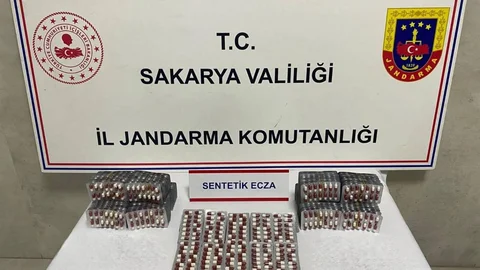 T.C.
SAKARYA VALİLİĞİ
İL JANDARMA KOMUTANLIĞI
JANDARMA
SENTETİK ECZA